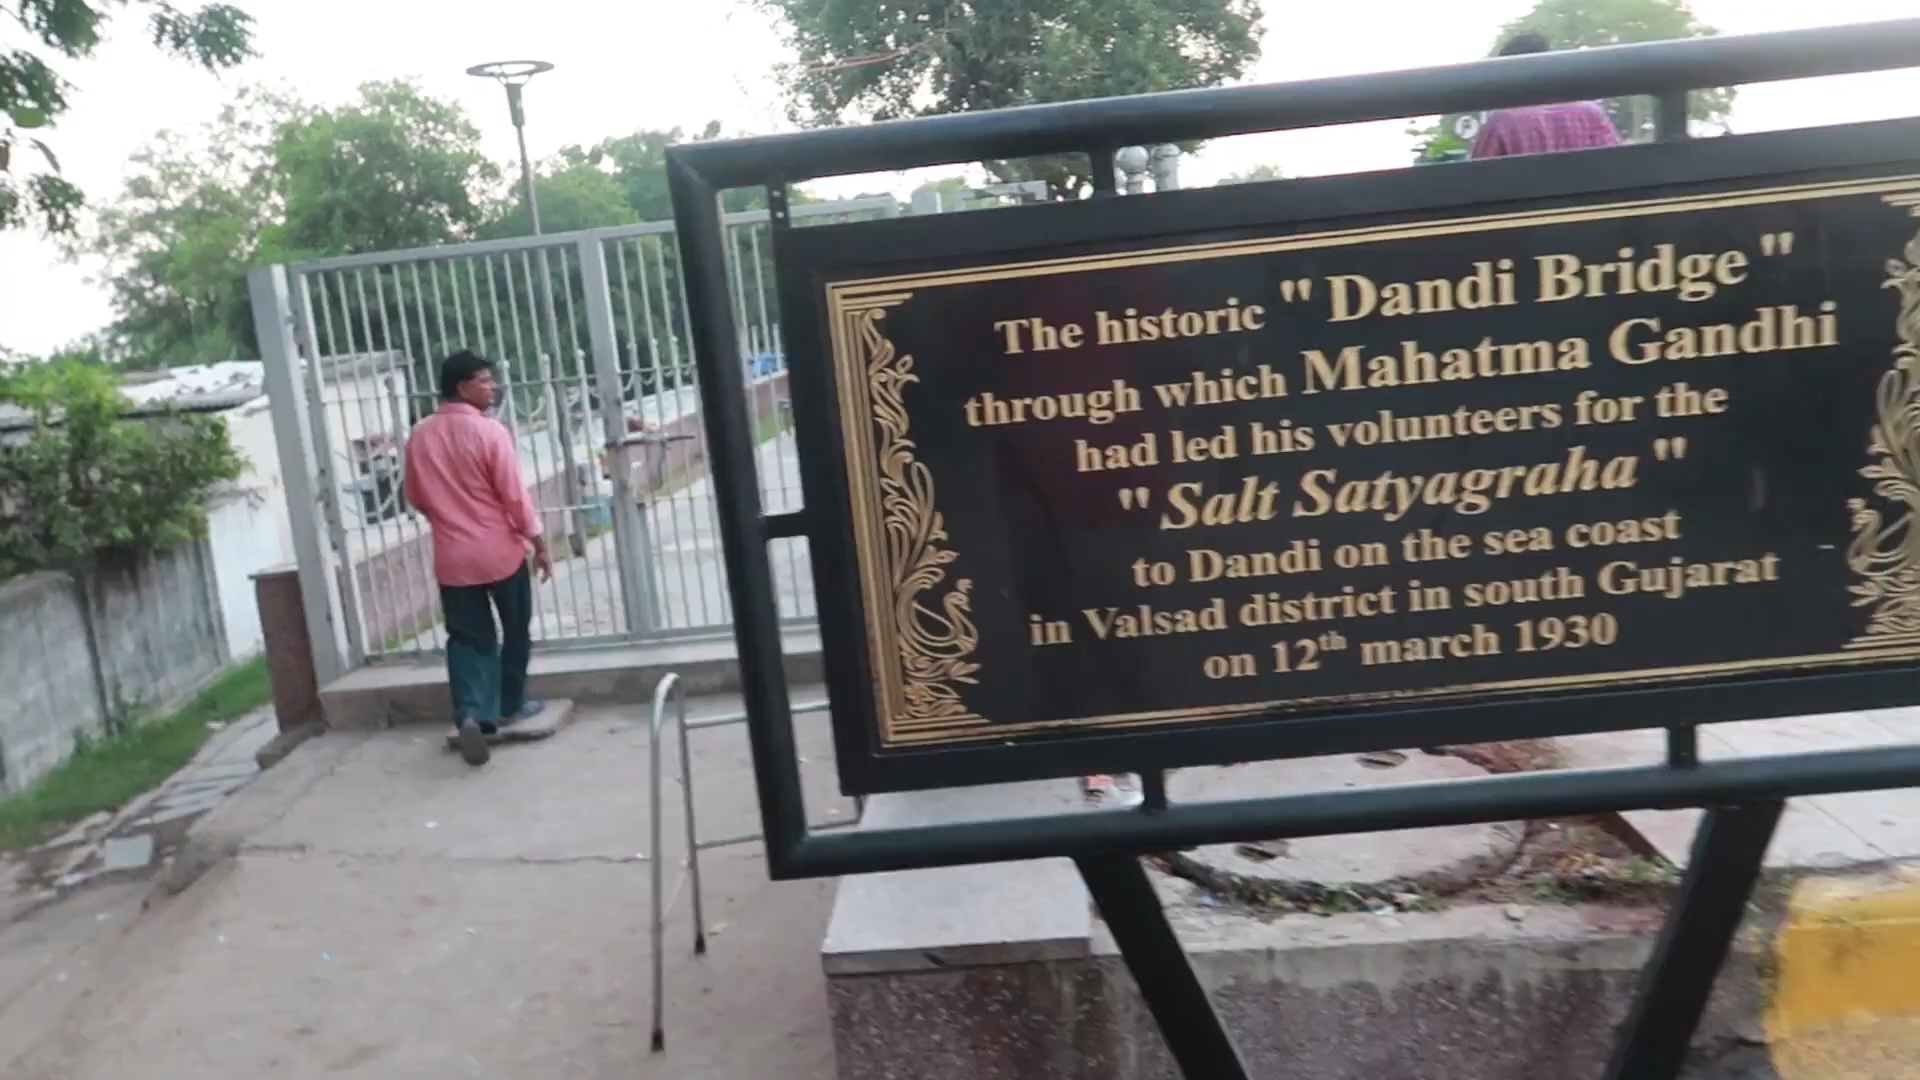 The historic "Dandi Bridge"
through which Mahatma Gandhi
had led his volunteers for the
"Salt Satyagraha"
to Dandi on the sea coast
in Valsad district in south Gujarat
on 12th march 1930